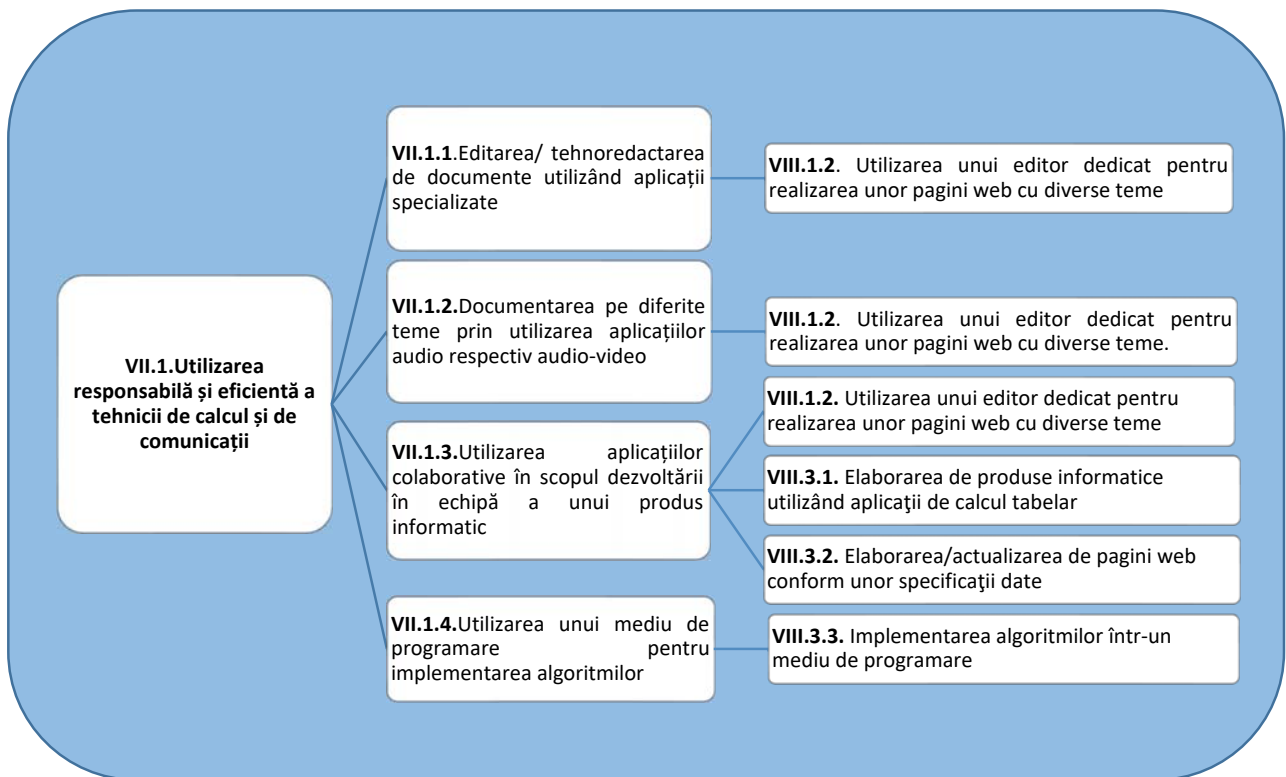 VII.1.Utilizarea
responsabilă și eficientă a
tehnicii de calcul și de
comunicații
VII.1.1.Editarea/ tehnoredactarea
de documente utilizând aplicații
specializate
VIII.1.2. Utilizarea unui editor dedicat pentru
realizarea unor pagini web cu diverse teme
VII.1.2.Documentarea pe diferite
teme prin utilizarea aplicațiilor
audio respectiv audio-video
VIII.1.2. Utilizarea unui editor dedicat pentru
realizarea unor pagini web cu diverse teme.
VII.1.3.Utilizarea aplicațiilor
colaborative în scopul dezvoltării
în echipă a unui produs
informatic
VIII.1.2. Utilizarea unui editor dedicat pentru
realizarea unor pagini web cu diverse teme
VIII.3.1. Elaborarea de produse informatice
utilizând aplicaţii de calcul tabelar
VIII.3.2. Elaborarea/actualizarea de pagini web
conform unor specificaţii date
VII.1.4.Utilizarea unui mediu de
programare pentru
implementarea algoritmilor
VIII.3.3. Implementarea algoritmilor într-un
mediu de programare